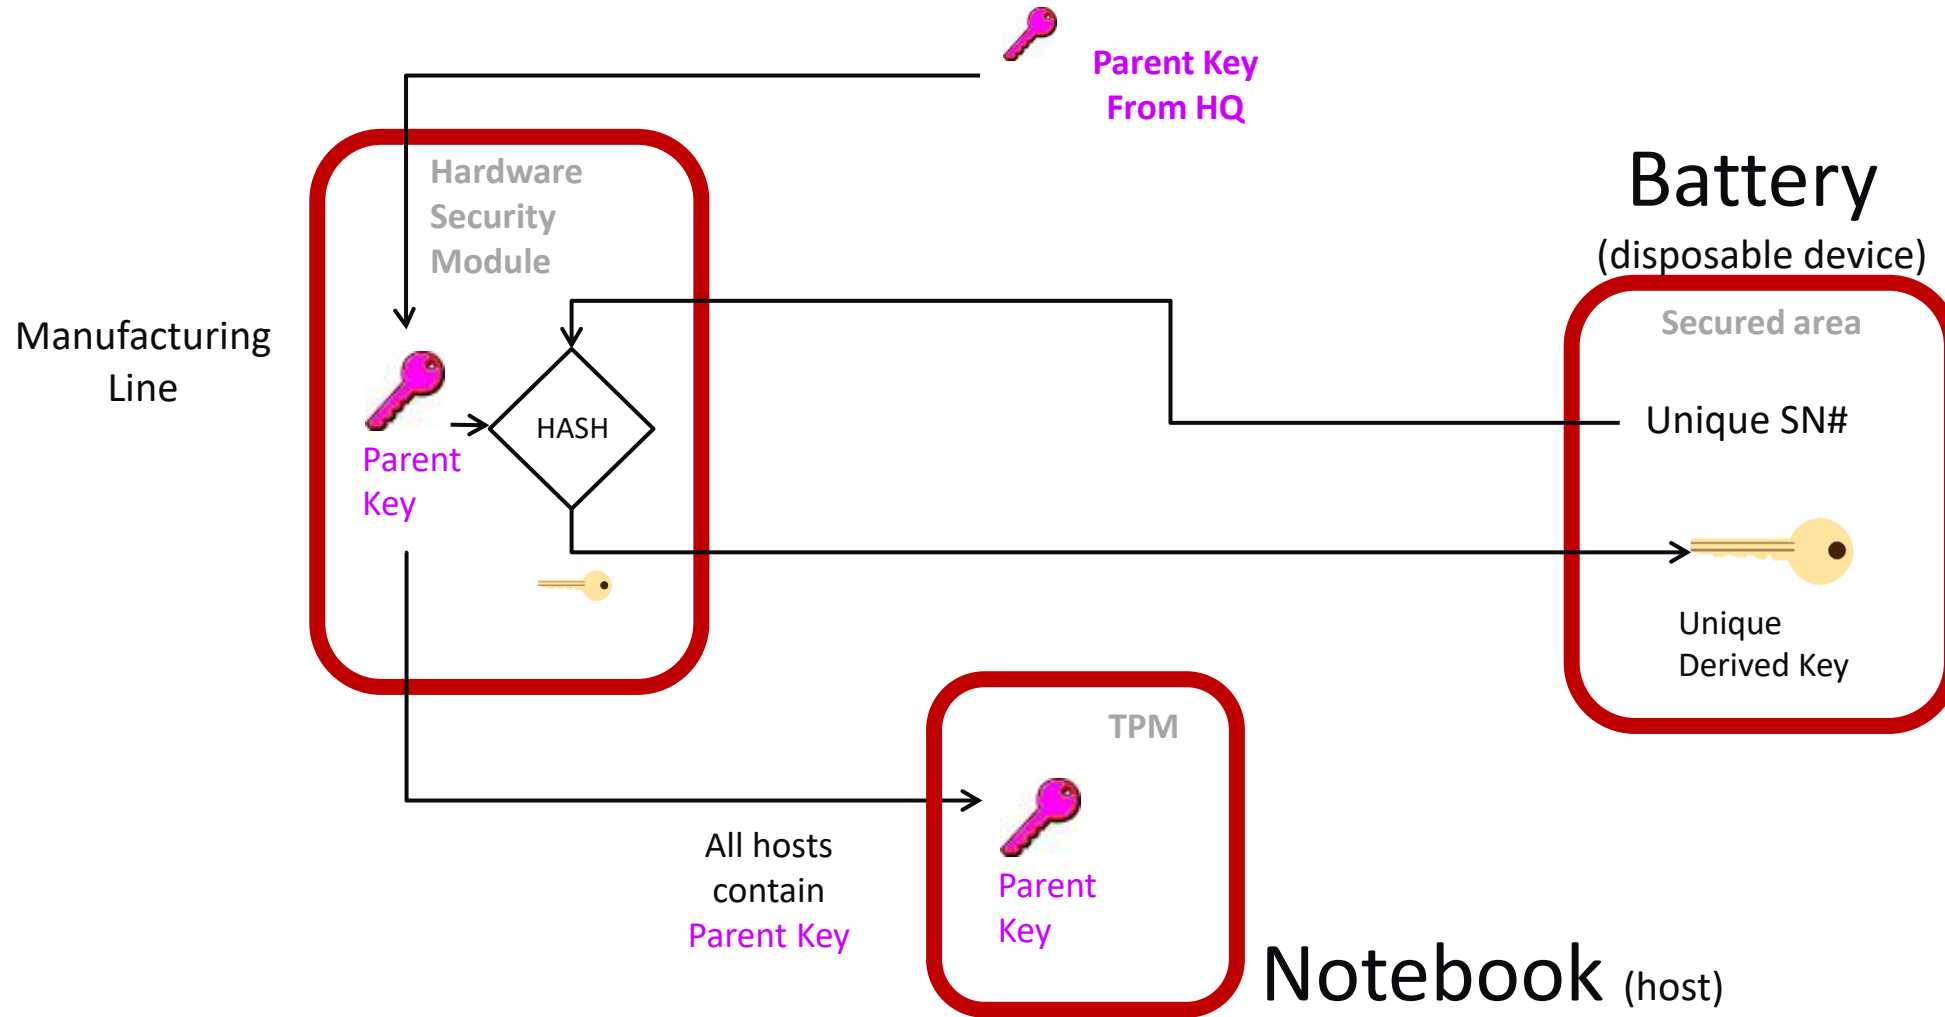 Parent Key
From HQ
Hardware
Security
Module
Battery
(disposable device)
Secured area
Manufacturing
Line
Unique SN#
HASH
Parent
Key
Unique
Derived Key
TPM
All hosts
contain
Parent Key
Parent
Key
Notebook (host)